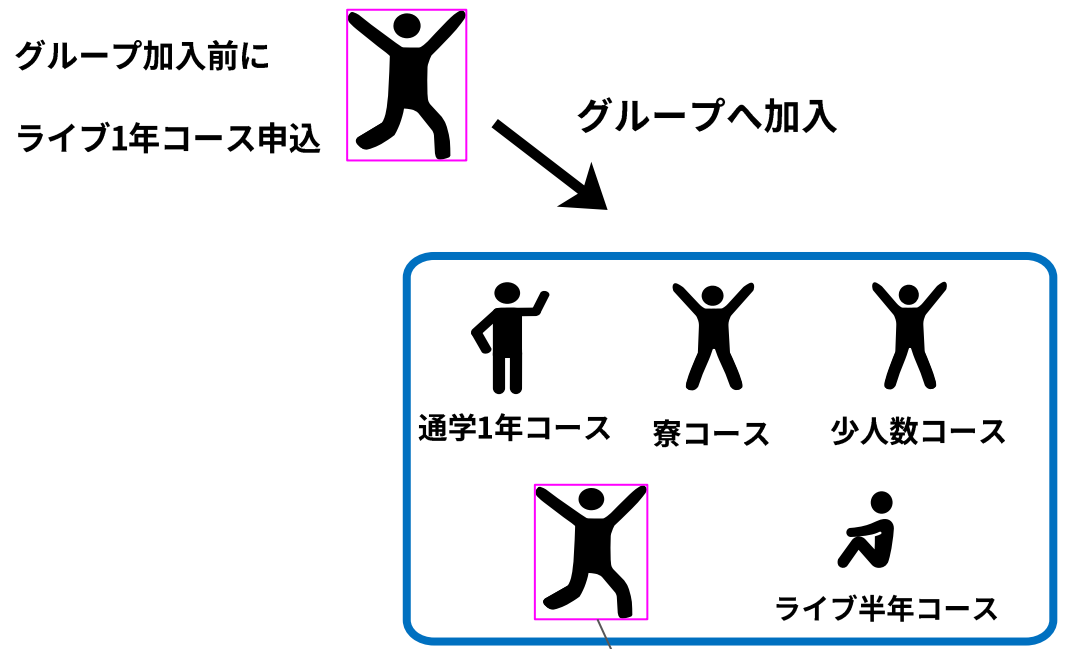 グループ加入前に
ライブ1年コース申込
グループへ加入
通学1年コース
寮コース
少人数コース
ライブ半年コース